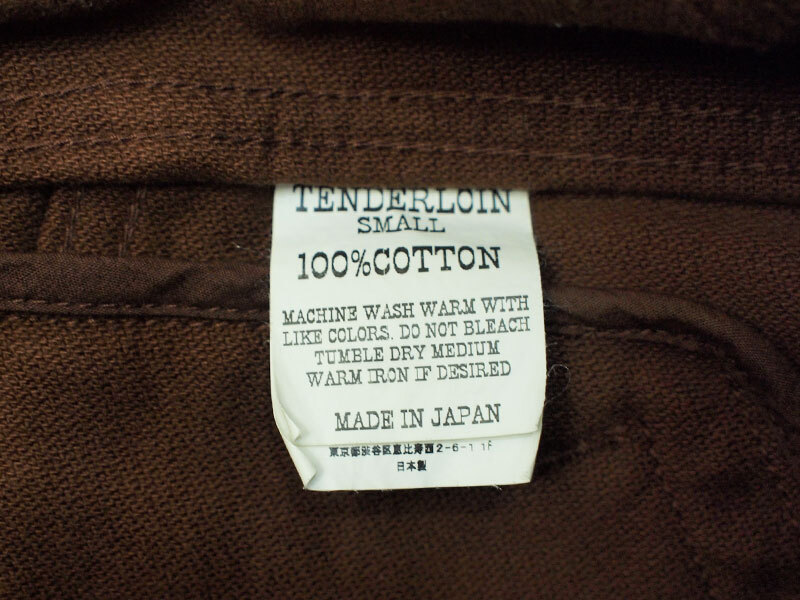 TENDERLOIN
SMALL
100%COTTON
MACHINE WASH WARM WITH
LIKE COLORS. DO NOT BLEACH
TUMBLE DRY MEDIUM
WARM IRON IF DESIRED
MADE IN JAPAN
東京都渋谷区恵比寿西2-6-1 1F
日本製